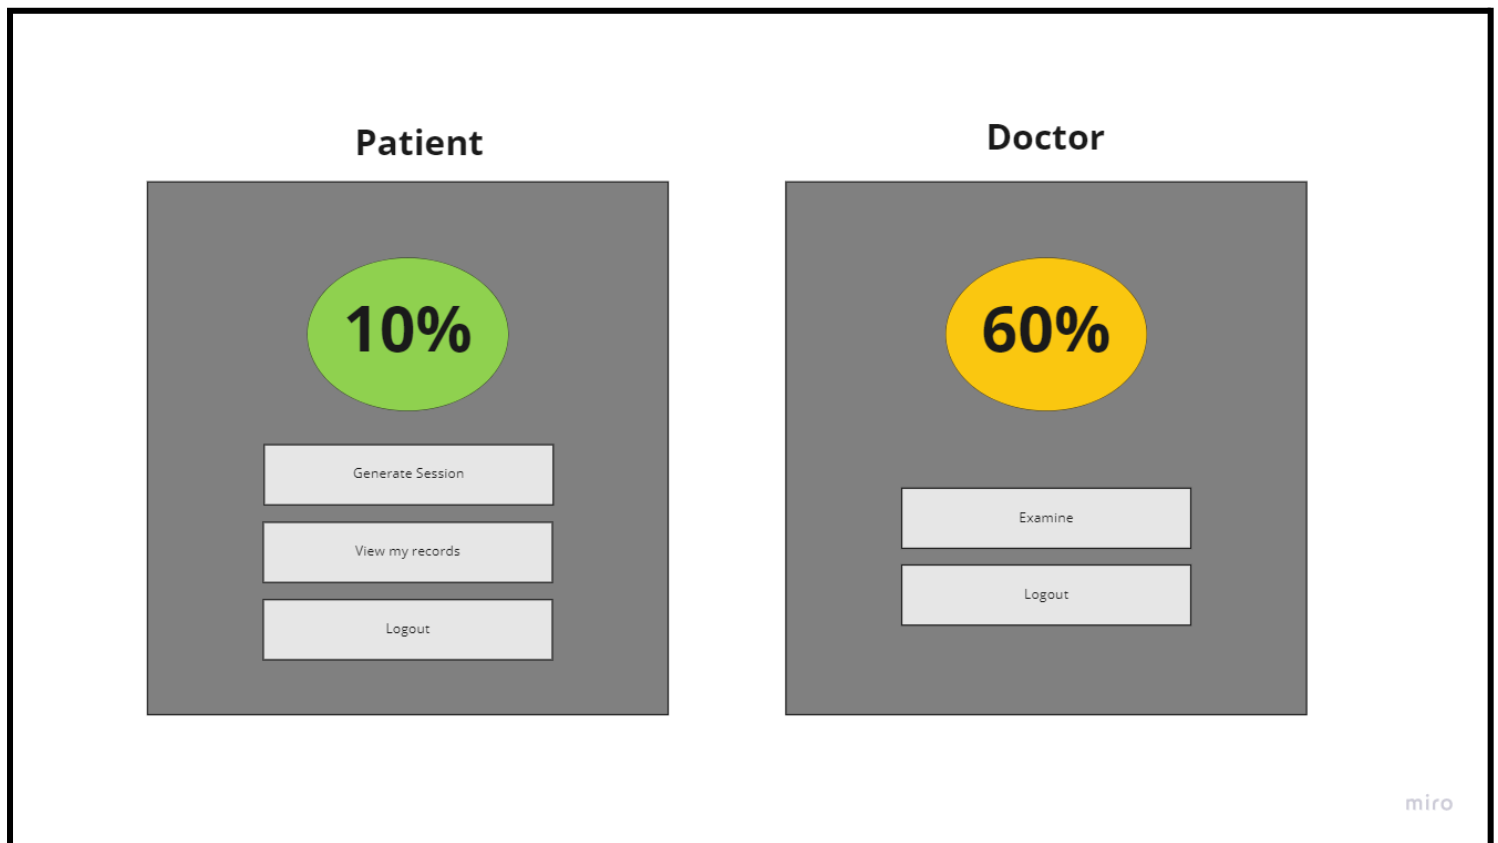 Patient
10%
Generate Session
View my records
Logout
Doctor
60%
Examine
Logout
miro